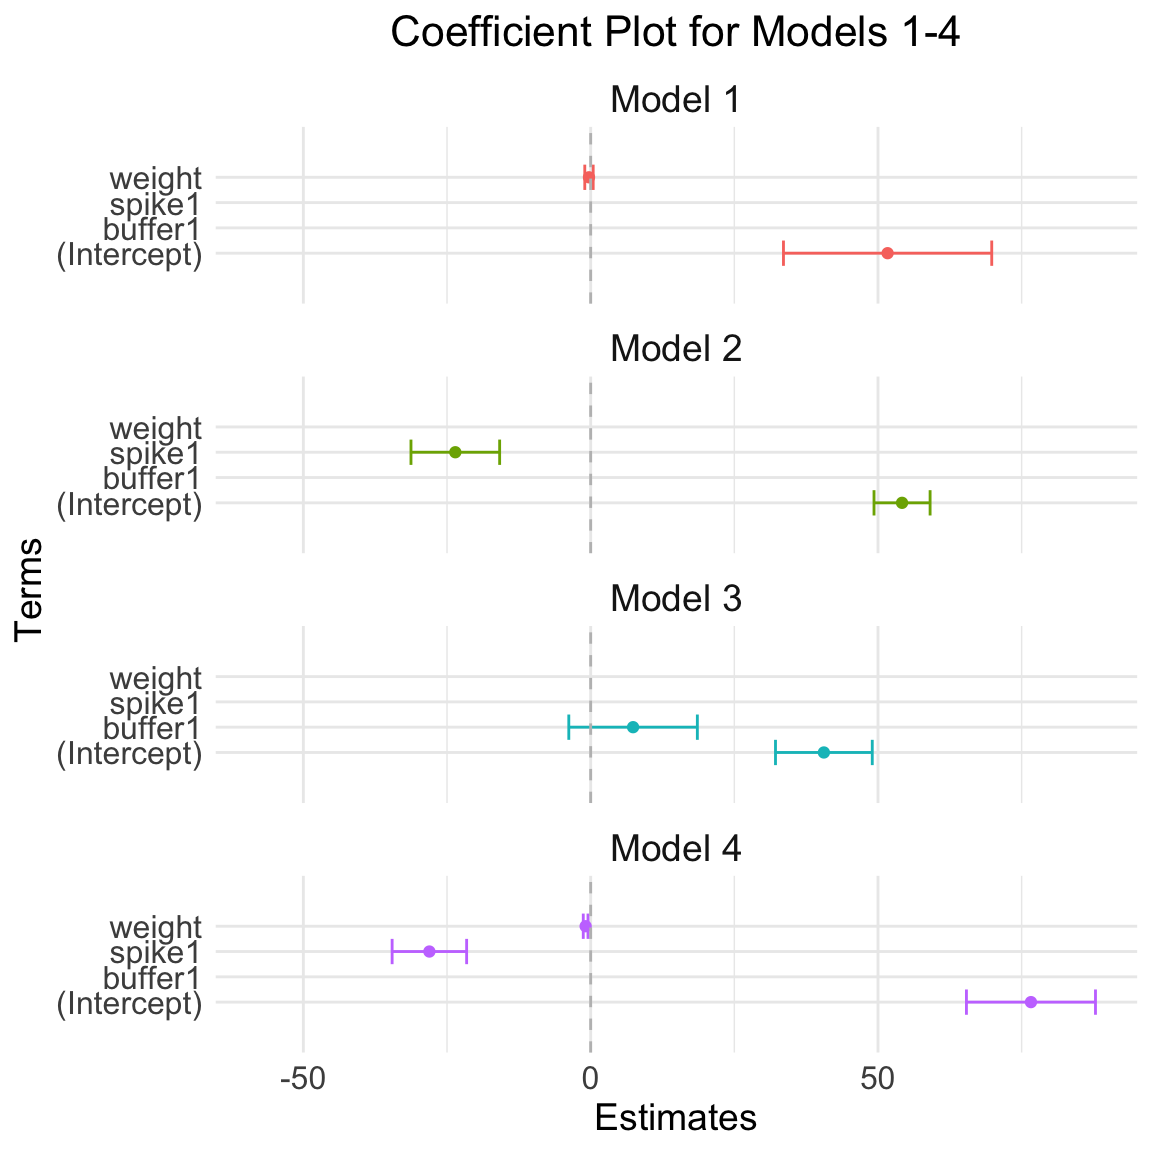 Coefficient Plot for Models 1-4
Model 1
weight
spike1
buffer1
(Intercept)
Model 2
weight
spike1
buffer1
(Intercept)
Terms
Model 3
weight
spike1
buffer1
(Intercept)
Model 4
weight
spike1
buffer1
(Intercept)
-50 0 50
Estimates